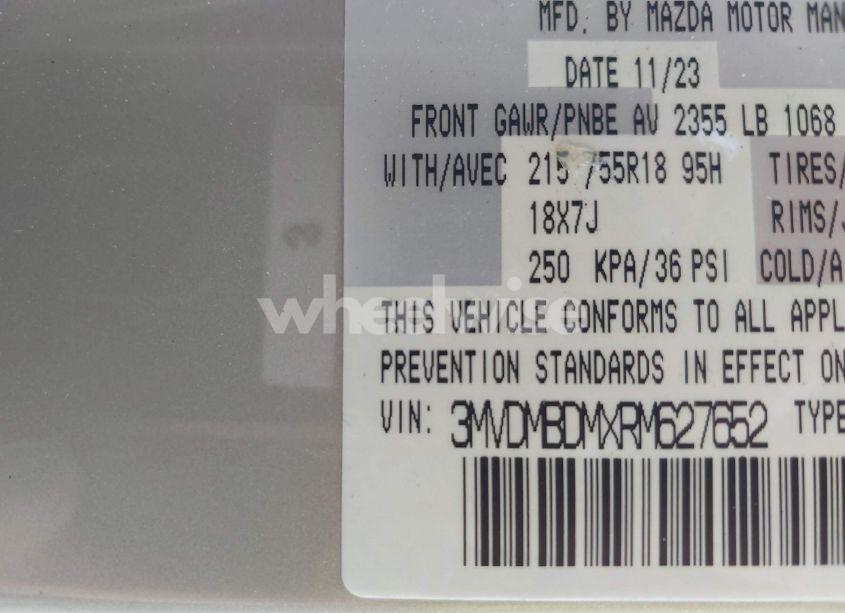 MFD. BY MAZDA MOTOR MAN
DATE 11/23
FRONT GAWR/PNBE AV 2355 LB 1068
WITH/AVEC 215 /55R18 95H TIRES/
18X7J RIMS/J
250 KPA/36 PSI COLD/A
wheelwise
THIS VEHICLE CONFORMS TO ALL APPL
PREVENTION STANDARDS IN EFFECT ON
VIN: 3MVDMBDMXRM627652 TYPE
3